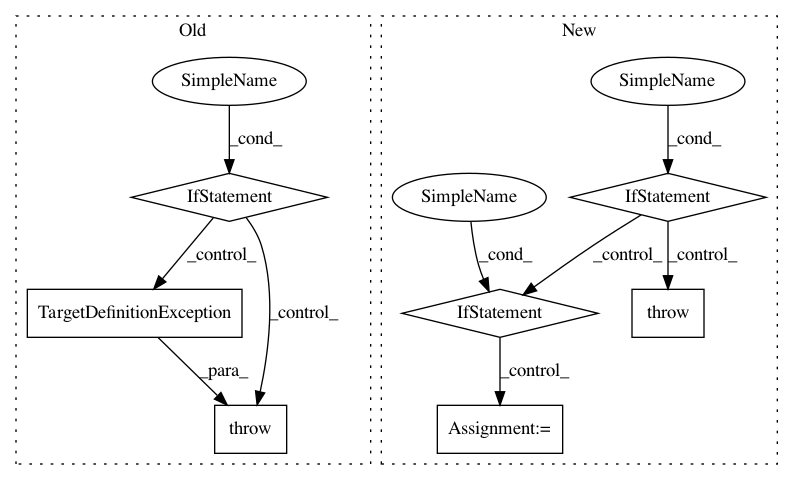 Old
New
SimpleName
SimpleName
_cond_
_cond_
IfStatement
SimpleName
IfStatement
_control_
_control_
_cond_
_control_
_control_
TargetDefinitionException
IfStatement
throw
_para_
_control_
throw
Assignment:=